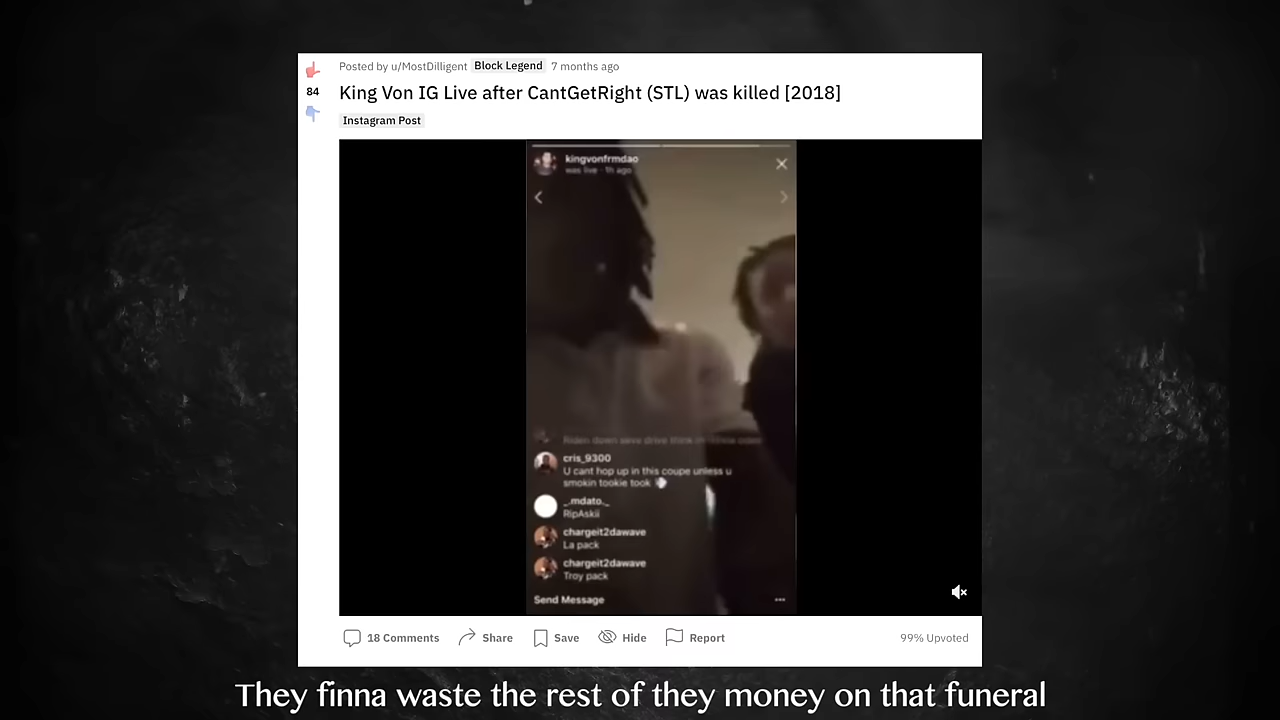 Posted by u/MostDilligent Block Legend 7 months ago
84
King Von IG Live after CantGetRight (STL) was killed [2018]
Instagram Post
kingvonfrmdao
was live · 1h ago
cris_9300
U cant hop up in this coupe unless u
smokin tookie took
_.mdato._
RipAskii
chargeit2dawave
La pack
chargeit2dawave
Troy pack
Send Message
18 Comments Share Save Hide Report 99% Upvoted
They finna waste the rest of they money on that funeral